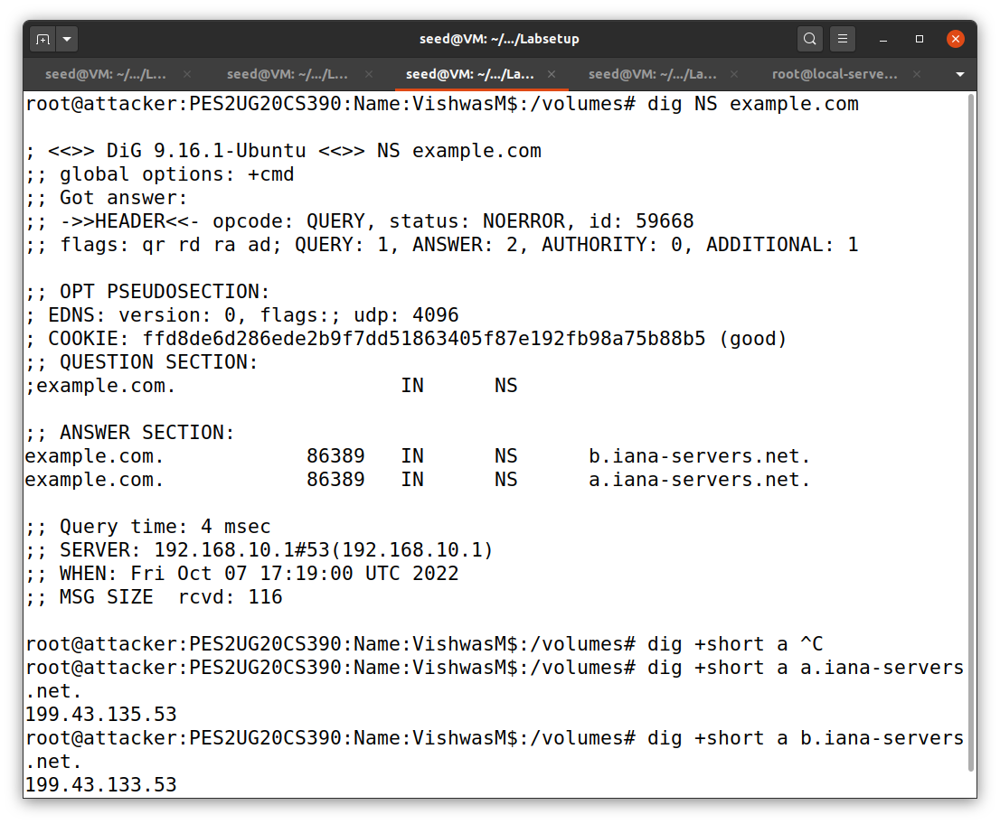 seed@VM: ~/.../Labsetup
seed@VM: ~/.../L... × seed@VM: ~/.../L... × seed@VM: ~/.../La... × seed@VM: ~/.../La... × root@local-serve... ×
root@attacker:PES2UG20CS390:Name:VishwasM$:/volumes# dig NS example.com

; <<>> DiG 9.16.1-Ubuntu <<>> NS example.com
;; global options: +cmd
;; Got answer:
;; ->>HEADER<<- opcode: QUERY, status: NOERROR, id: 59668
;; flags: qr rd ra ad; QUERY: 1, ANSWER: 2, AUTHORITY: 0, ADDITIONAL: 1

;; OPT PSEUDOSECTION:
; EDNS: version: 0, flags:; udp: 4096
; COOKIE: ffd8de6d286ede2b9f7dd51863405f87e192fb98a75b88b5 (good)
;; QUESTION SECTION:
;example.com.                   IN      NS

;; ANSWER SECTION:
example.com.            86389   IN      NS      b.iana-servers.net.
example.com.            86389   IN      NS      a.iana-servers.net.

;; Query time: 4 msec
;; SERVER: 192.168.10.1#53(192.168.10.1)
;; WHEN: Fri Oct 07 17:19:00 UTC 2022
;; MSG SIZE  rcvd: 116

root@attacker:PES2UG20CS390:Name:VishwasM$:/volumes# dig +short a ^C
root@attacker:PES2UG20CS390:Name:VishwasM$:/volumes# dig +short a a.iana-servers
.net.
199.43.135.53
root@attacker:PES2UG20CS390:Name:VishwasM$:/volumes# dig +short a b.iana-servers
.net.
199.43.133.53